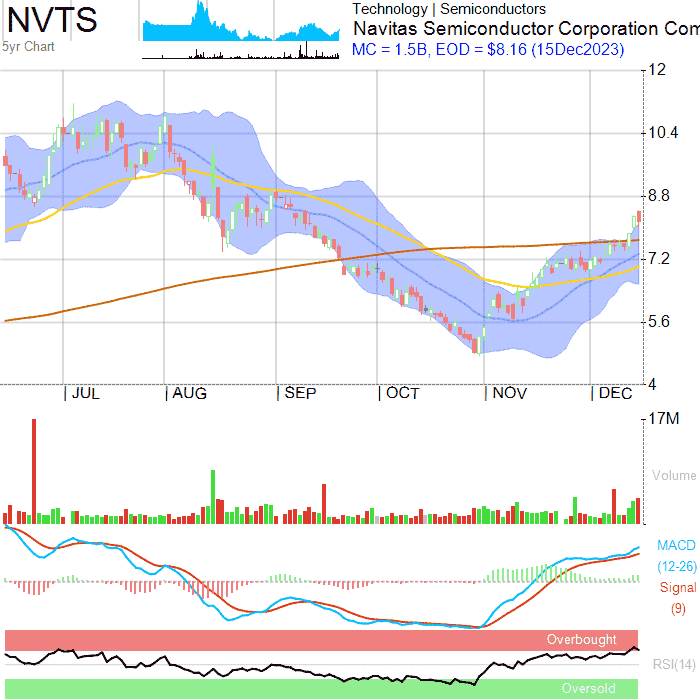 NVTS
5yr Chart
Technology | Semiconductors
Navitas Semiconductor Corporation Com
MC = 1.5B, EOD = $8.16 (15Dec2023)
12
10.4
8.8
7.2
5.6
4
JUL
AUG
SEP
OCT
NOV
DEC
17M
Volume
MACD
(12-26)
Signal
(9)
Overbought
RSI(14)
Oversold